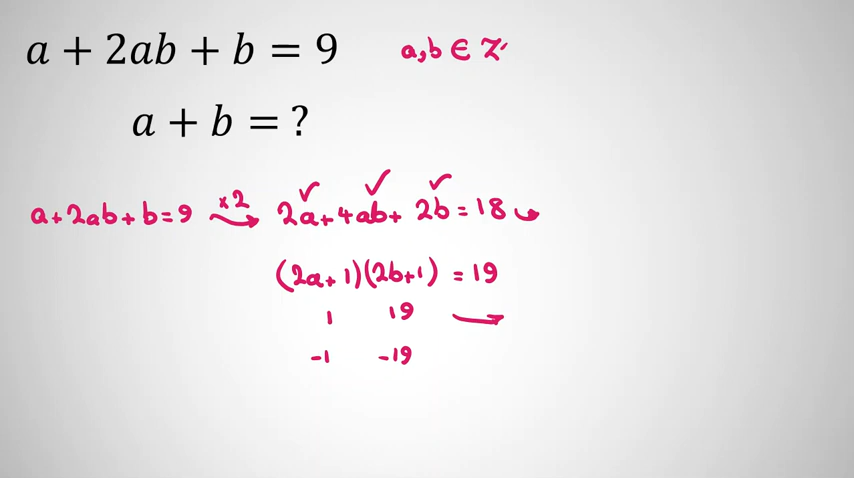 a + 2ab + b = 9 a,b ∈ Z
a + b = ?
a+2ab+b=9 ×2 → 2a+4ab+2b=18
(2a+1)(2b+1) = 19
1 19 →
-1 -19